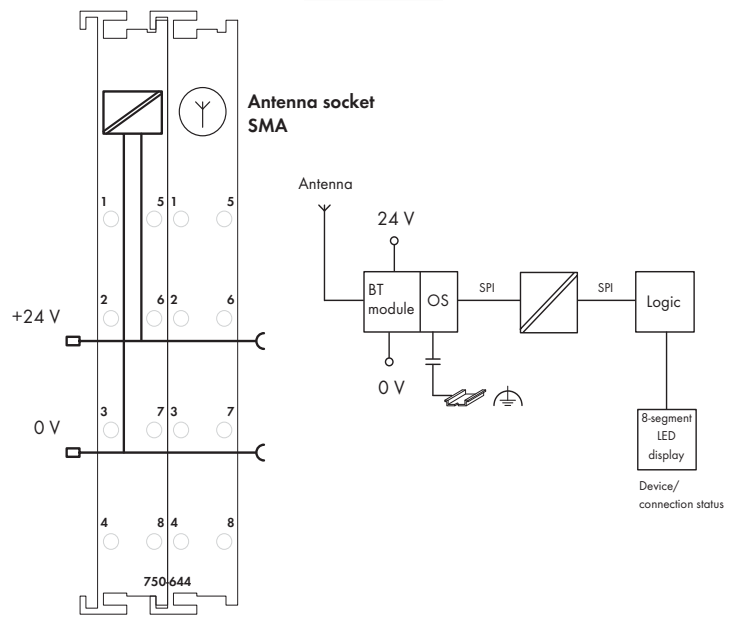 Antenna socket
SMA
1 5 1 5
2 6 2 6
+24 V
3 7 3 7
0 V
4 8 4 8
750-644
Antenna
24 V
BT
module
OS
SPI
SPI
Logic
0 V
8-segment
LED
display
Device/
connection status